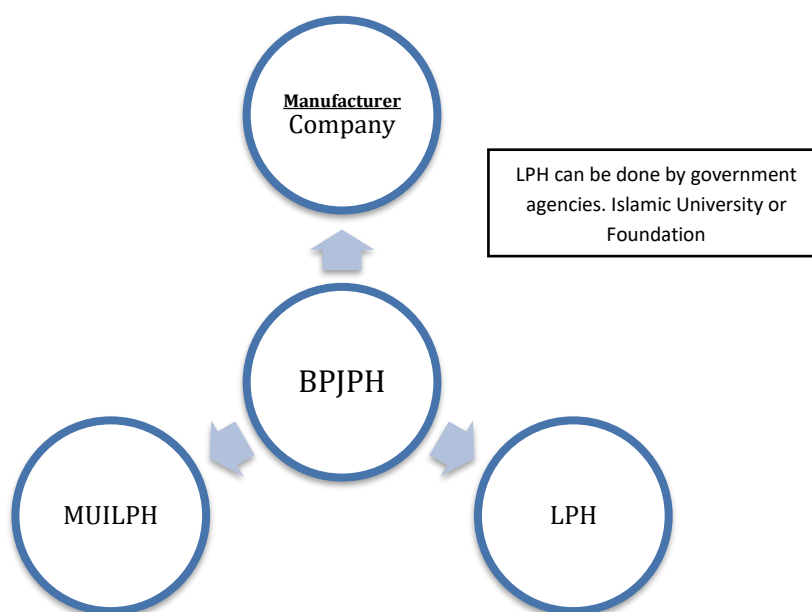 Manufacturer
Company
LPH can be done by government
agencies. Islamic University or
Foundation
BPJPH
MUILPH
LPH